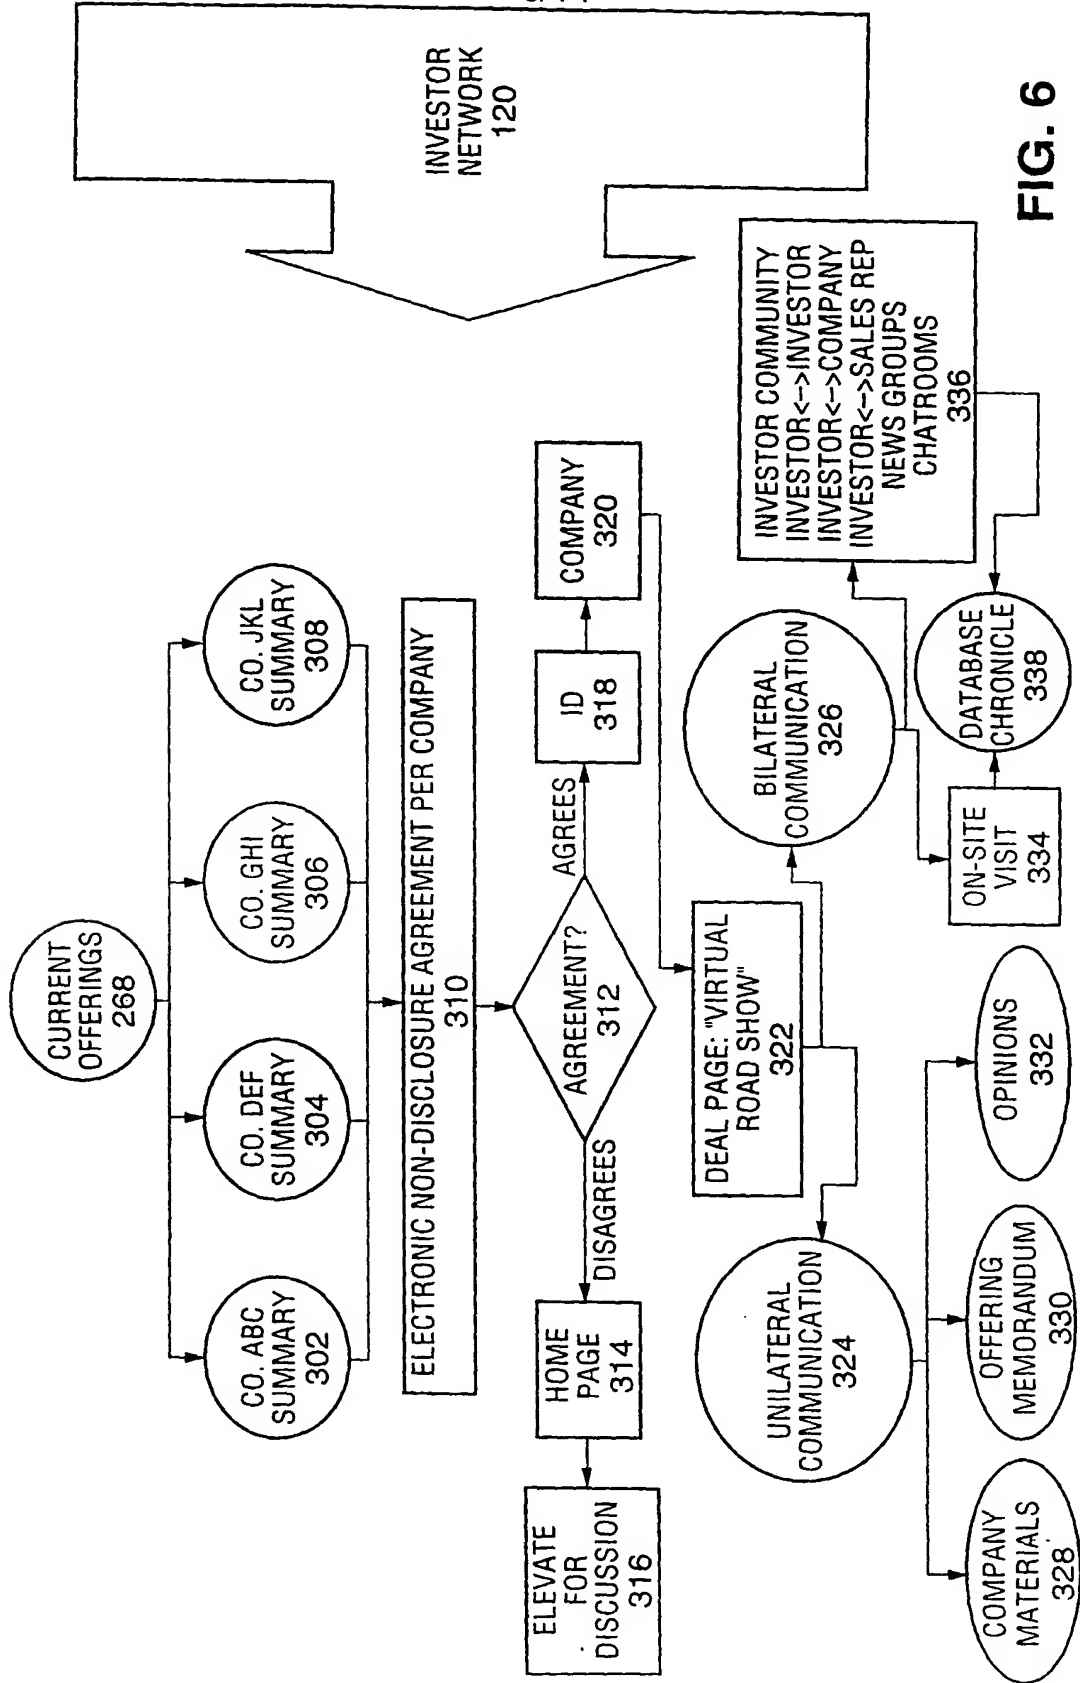 CURRENT
OFFERINGS
268
CO. ABC
SUMMARY
302
CO. DEF
SUMMARY
304
CO. GHI
SUMMARY
306
CO. JKL
SUMMARY
308
ELECTRONIC NON-DISCLOSURE AGREEMENT PER COMPANY
310
AGREEMENT?
312
DISAGREES
AGREES
ELEVATE
FOR
DISCUSSION
316
HOME
PAGE
314
ID
318
COMPANY
320
DEAL PAGE: "VIRTUAL
ROAD SHOW"
322
UNILATERAL
COMMUNICATION
324
BILATERAL
COMMUNICATION
326
COMPANY
MATERIALS
328
OFFERING
MEMORANDUM
330
OPINIONS
332
ON-SITE
VISIT
334
DATABASE
CHRONICLE
338
INVESTOR COMMUNITY
INVESTOR<-->INVESTOR
INVESTOR<-->COMPANY
INVESTOR<-->SALES REP
NEWS GROUPS
CHATROOMS
336
INVESTOR
NETWORK
120
FIG. 6